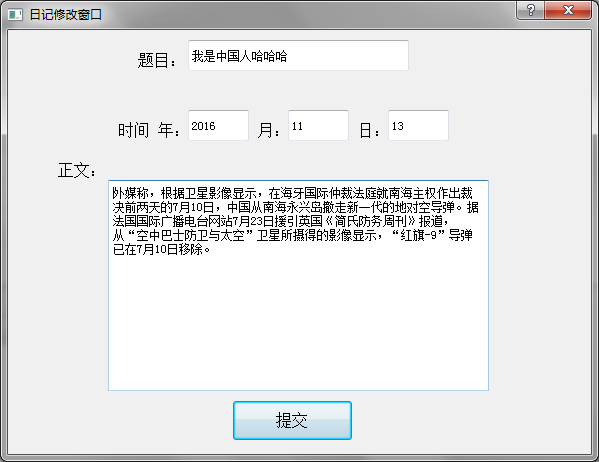 日记修改窗口
题目： 我是中国人哈哈哈
时间 年： 2016 月： 11 日： 13
正文：
外媒称，根据卫星影像显示，在海牙国际仲裁法庭就南海主权作出裁
决前两天的7月10日，中国从南海永兴岛撤走新一代的地对空导弹。据
法国国际广播电台网站7月23日援引英国《简氏防务周刊》报道，
从“空中巴士防卫与太空”卫星所摄得的影像显示，“红旗-9”导弹
已在7月10日移除。
提交